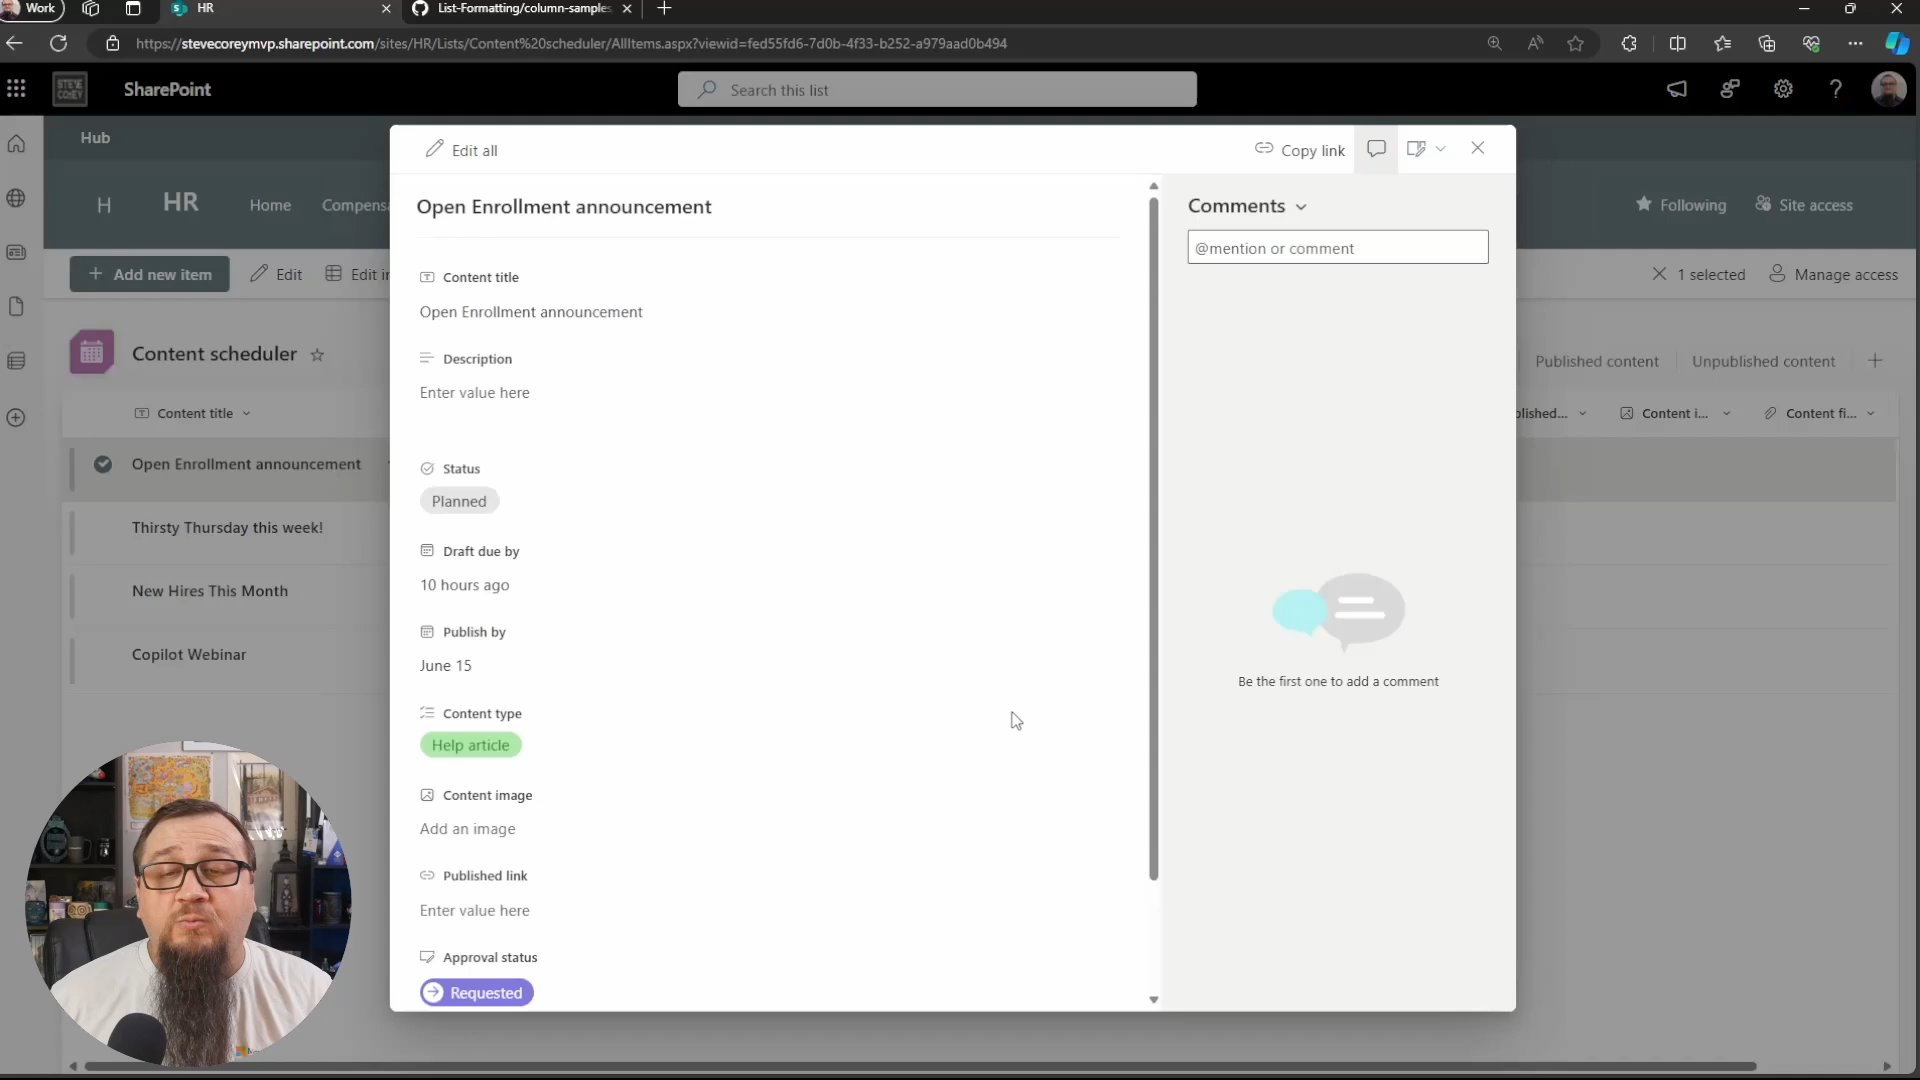 Work
HR
List-Formatting/column-samples
https://stevecoreymvp.sharepoint.com/sites/HR/Lists/Content%20scheduler/AllItems.aspx?viewid=fed55fd6-7d0b-4f33-b252-a979aad0b494
STEVE COREY
SharePoint
Search this list
Hub
Edit all
Copy link
H
HR
Home
Compensa
Open Enrollment announcement
Comments
Following
Site access
@mention or comment
Add new item
Edit
Edit in
Content title
1 selected
Manage access
Open Enrollment announcement
Content scheduler
Description
Published content
Unpublished content
Enter value here
Content title
blished...
Content i...
Content fi...
Open Enrollment announcement
Status
Planned
Thirsty Thursday this week!
Draft due by
10 hours ago
New Hires This Month
Publish by
Copilot Webinar
June 15
Be the first one to add a comment
Content type
Help article
Content image
Add an image
Published link
Enter value here
Approval status
Requested